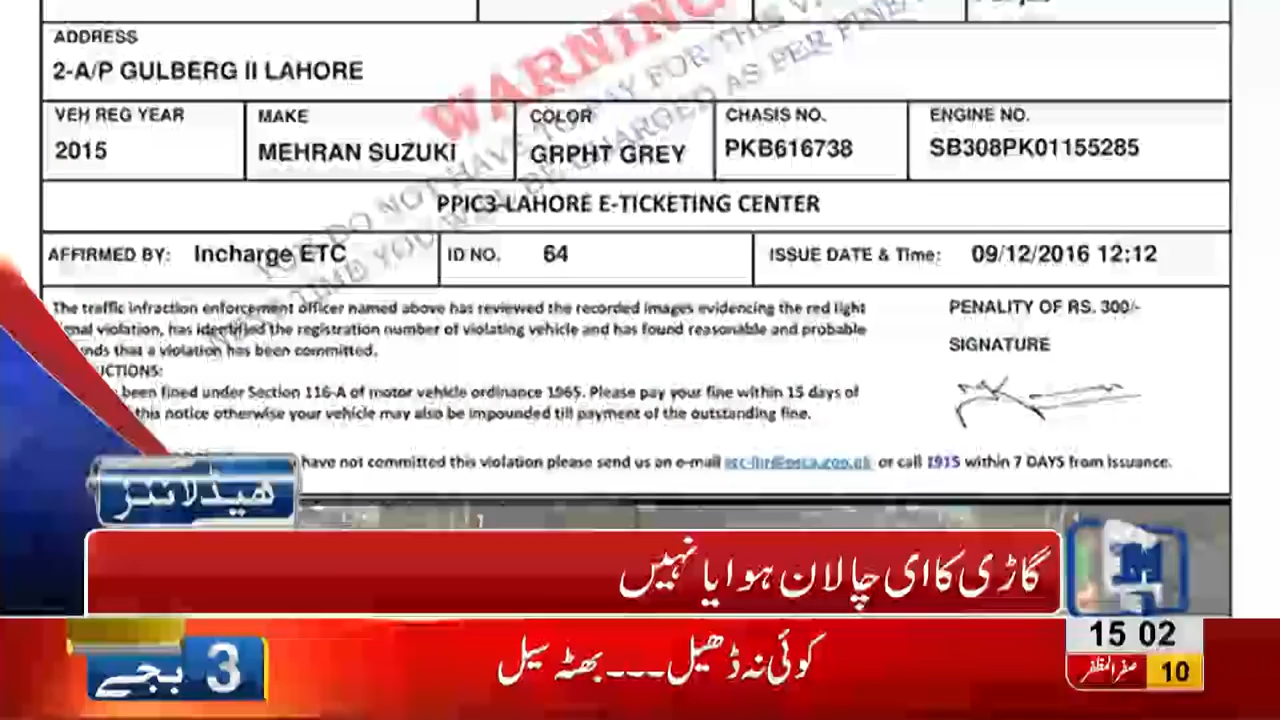 ADDRESS
2-A/P GULBERG II LAHORE
WARNING
VEH REG YEAR
MAKE
COLOR
CHASIS NO.
ENGINE NO.
2015
MEHRAN SUZUKI
GRPHT GREY
PKB616738
SB308PK01155285
PPIC3-LAHORE E-TICKETING CENTER
AFFIRMED BY: Incharge ETC
ID NO. 64
ISSUE DATE & Time: 09/12/2016 12:12
The traffic infraction enforcement officer named above has reviewed the recorded images evidencing the red light
violation, has identified the registration number of violating vehicle and has found reasonable and probable
that a violation has been committed.
PENALITY OF RS. 300/-
SIGNATURE
been fined under Section 116-A of motor vehicle ordinance 1965. Please pay your fine within 15 days of
this notice otherwise your vehicle may also be impounded till payment of the outstanding fine.
have not committed this violation please send us an e-mail or call 1915 within 7 DAYS from issuance.
ہیڈلائنز
گاڑی کا ای چالان ہوا یا نہیں
کوئی نہ ڈھیل۔۔۔بھٹہ سیل
3 بجے
15 02
10 صفر المظفر